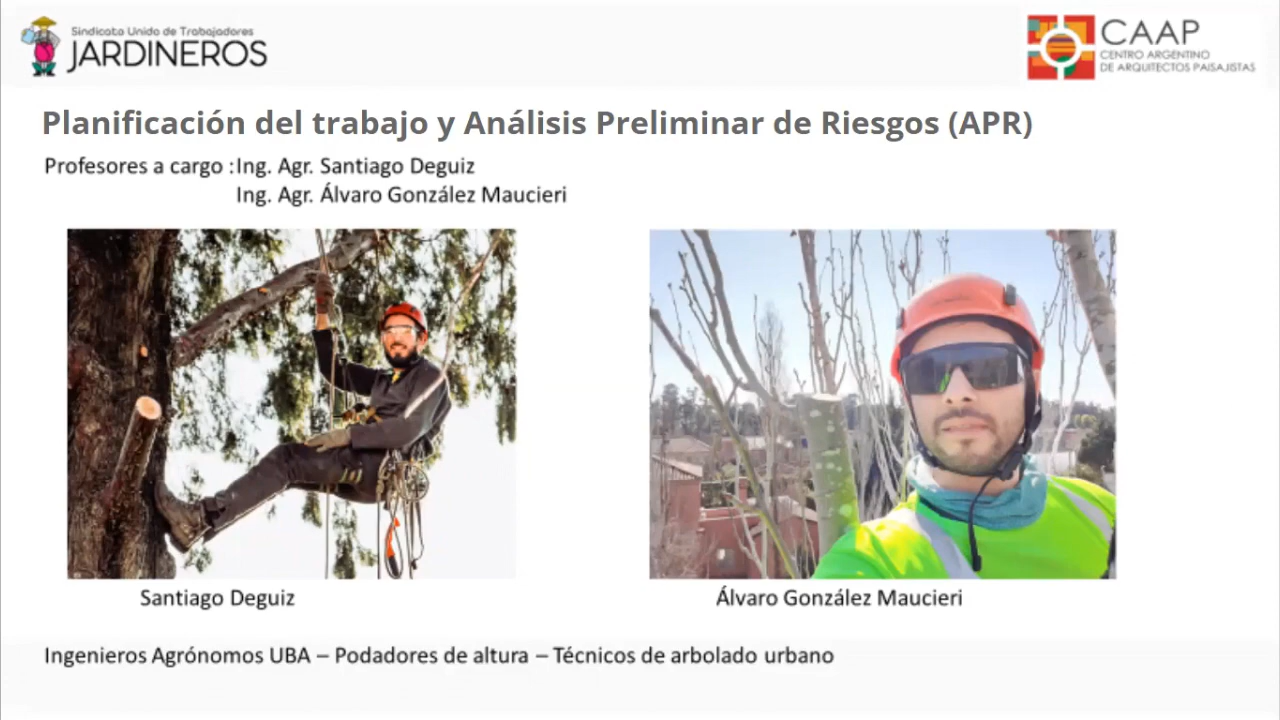 Sindicato Unido de Trabajadores
JARDINEROS
CAAP
CENTRO ARGENTINO
DE ARQUITECTOS PAISAJISTAS
Planificación del trabajo y Análisis Preliminar de Riesgos (APR)
Profesores a cargo :Ing. Agr. Santiago Deguiz
Ing. Agr. Álvaro González Maucieri
Santiago Deguiz
Álvaro González Maucieri
Ingenieros Agrónomos UBA – Podadores de altura – Técnicos de arbolado urbano